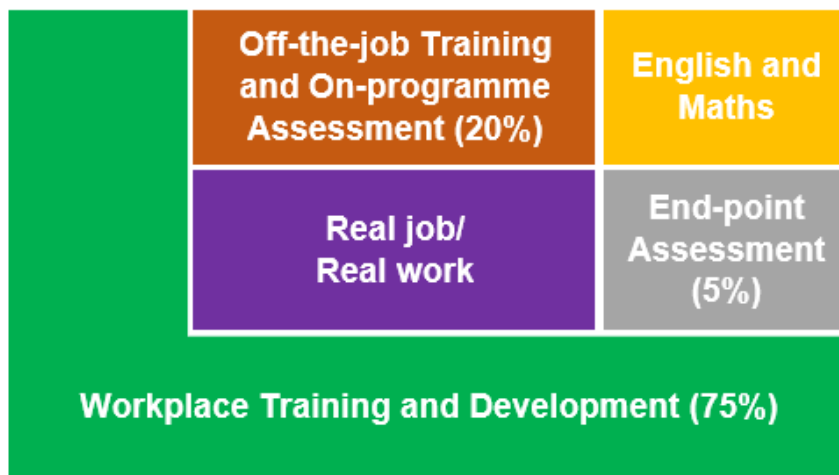 Off-the-job Training
and On-programme
Assessment (20%)
English and
Maths
Real job/
Real work
End-point
Assessment
(5%)
Workplace Training and Development (75%)